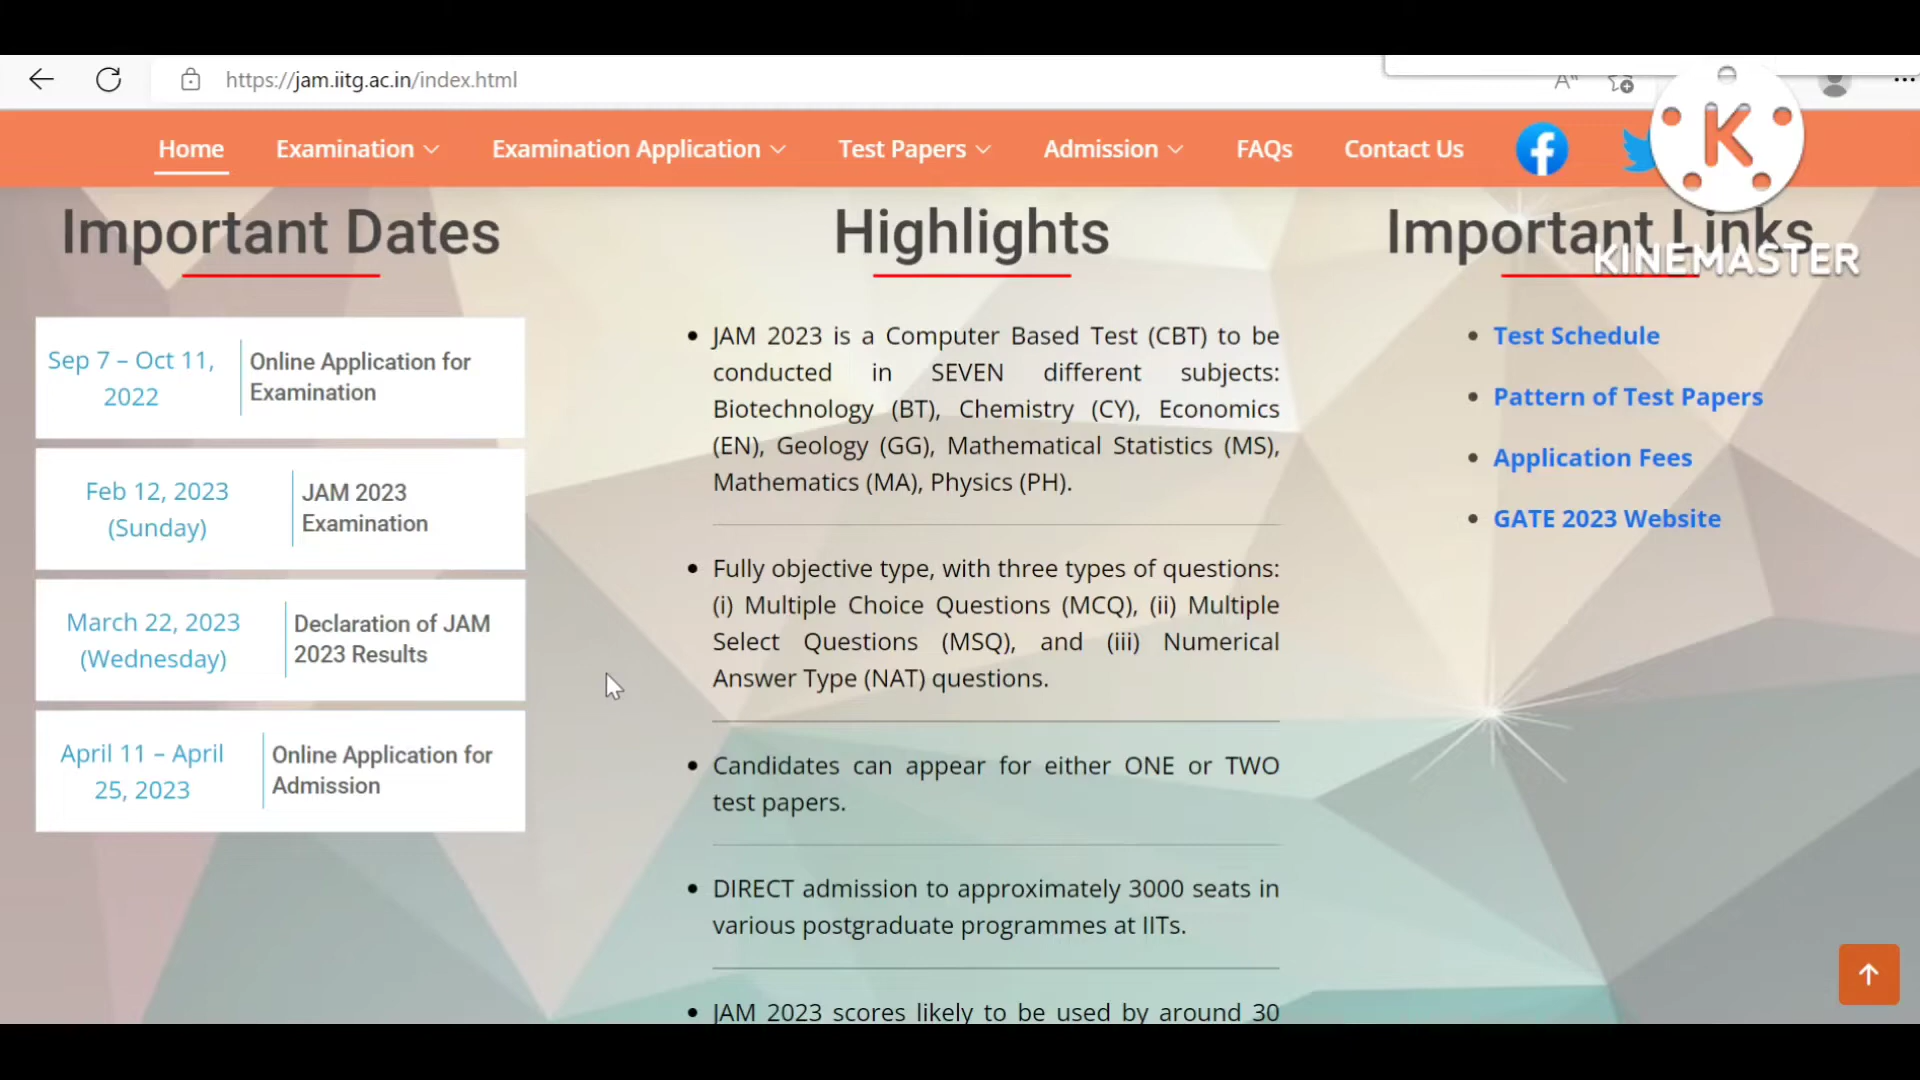 https://jam.iitg.ac.in/index.html
Home
Examination
Examination Application
Test Papers
Admission
FAQs
Contact Us
K
KINEMASTER
Important Dates
Sep 7 – Oct 11,
2022
Online Application for
Examination
Feb 12, 2023
(Sunday)
JAM 2023
Examination
March 22, 2023
(Wednesday)
Declaration of JAM
2023 Results
April 11 – April
25, 2023
Online Application for
Admission
Highlights
• JAM 2023 is a Computer Based Test (CBT) to be
conducted in SEVEN different subjects:
Biotechnology (BT), Chemistry (CY), Economics
(EN), Geology (GG), Mathematical Statistics (MS),
Mathematics (MA), Physics (PH).
• Fully objective type, with three types of questions:
(i) Multiple Choice Questions (MCQ), (ii) Multiple
Select Questions (MSQ), and (iii) Numerical
Answer Type (NAT) questions.
• Candidates can appear for either ONE or TWO
test papers.
• DIRECT admission to approximately 3000 seats in
various postgraduate programmes at IITs.
• JAM 2023 scores likely to be used by around 30
Important Links
• Test Schedule
• Pattern of Test Papers
• Application Fees
• GATE 2023 Website